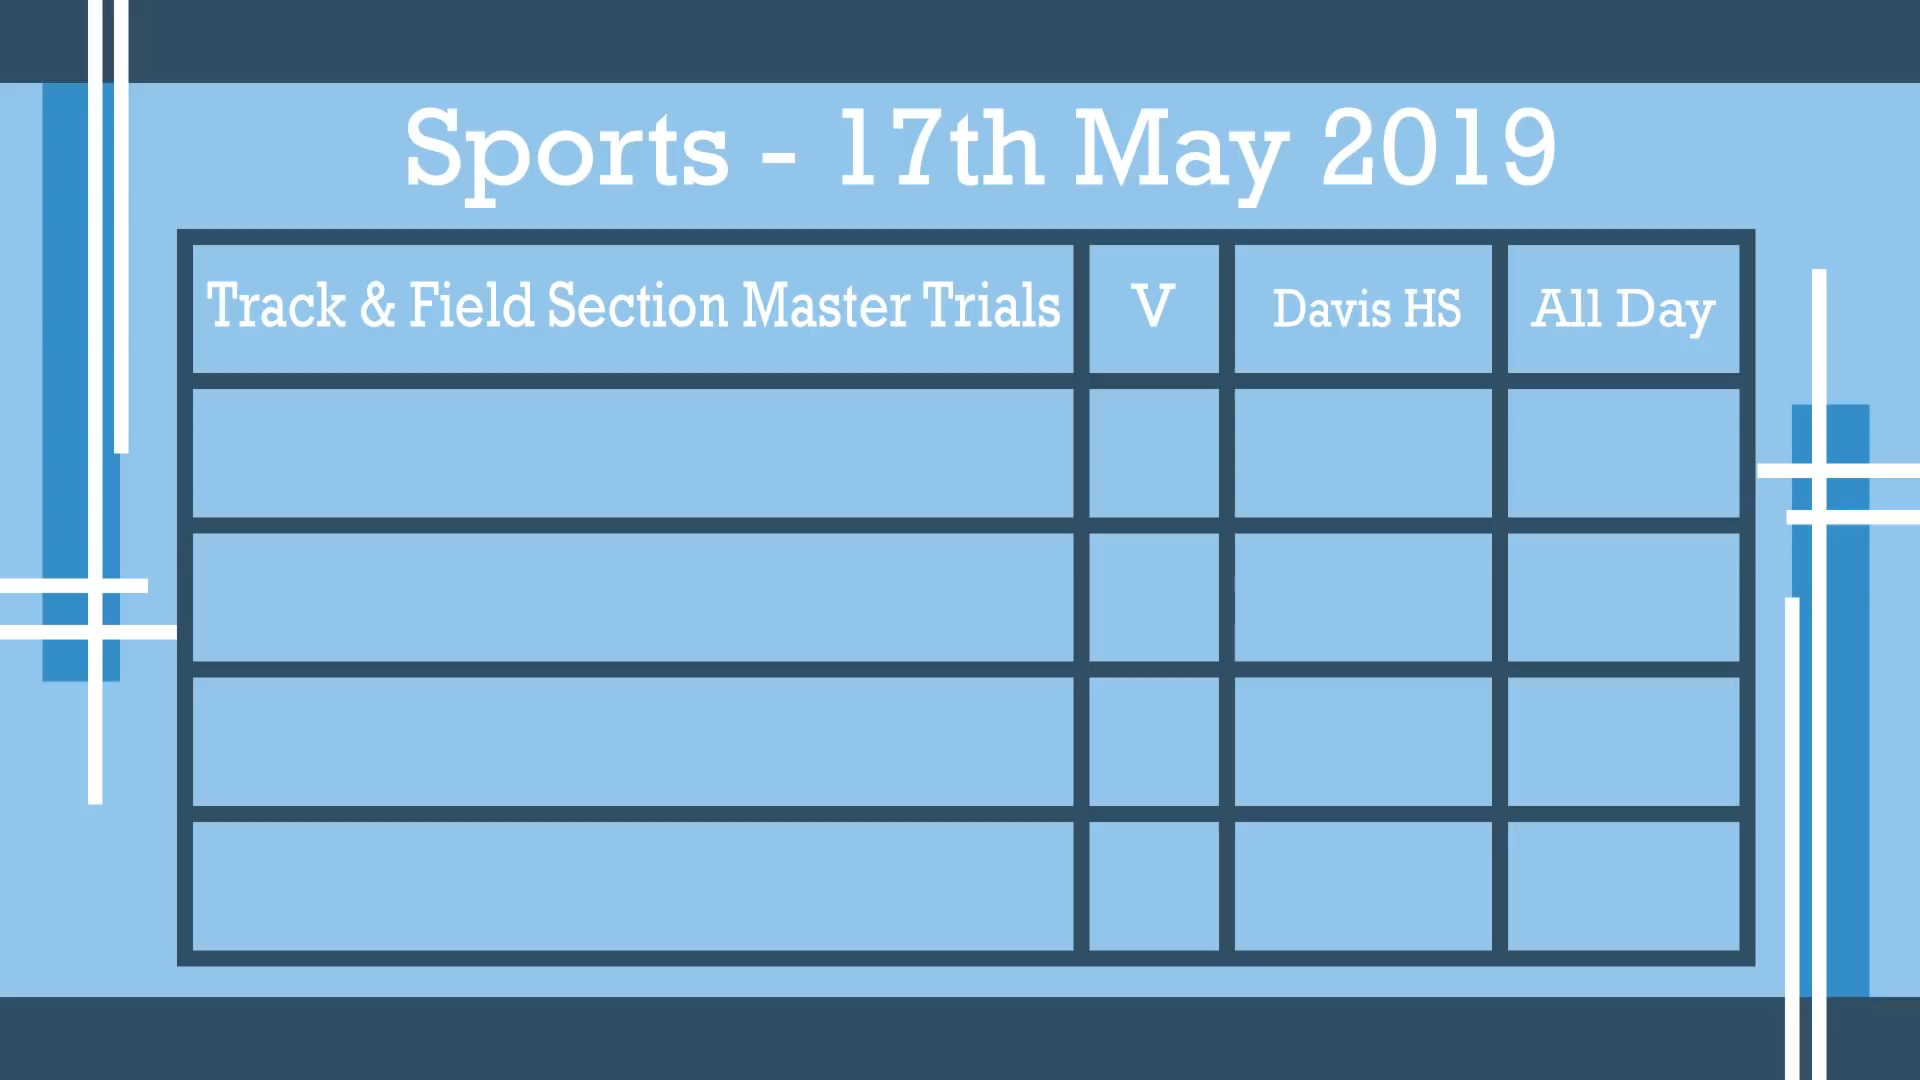 Sports - 17th May 2019
Track & Field Section Master Trials V Davis HS All Day